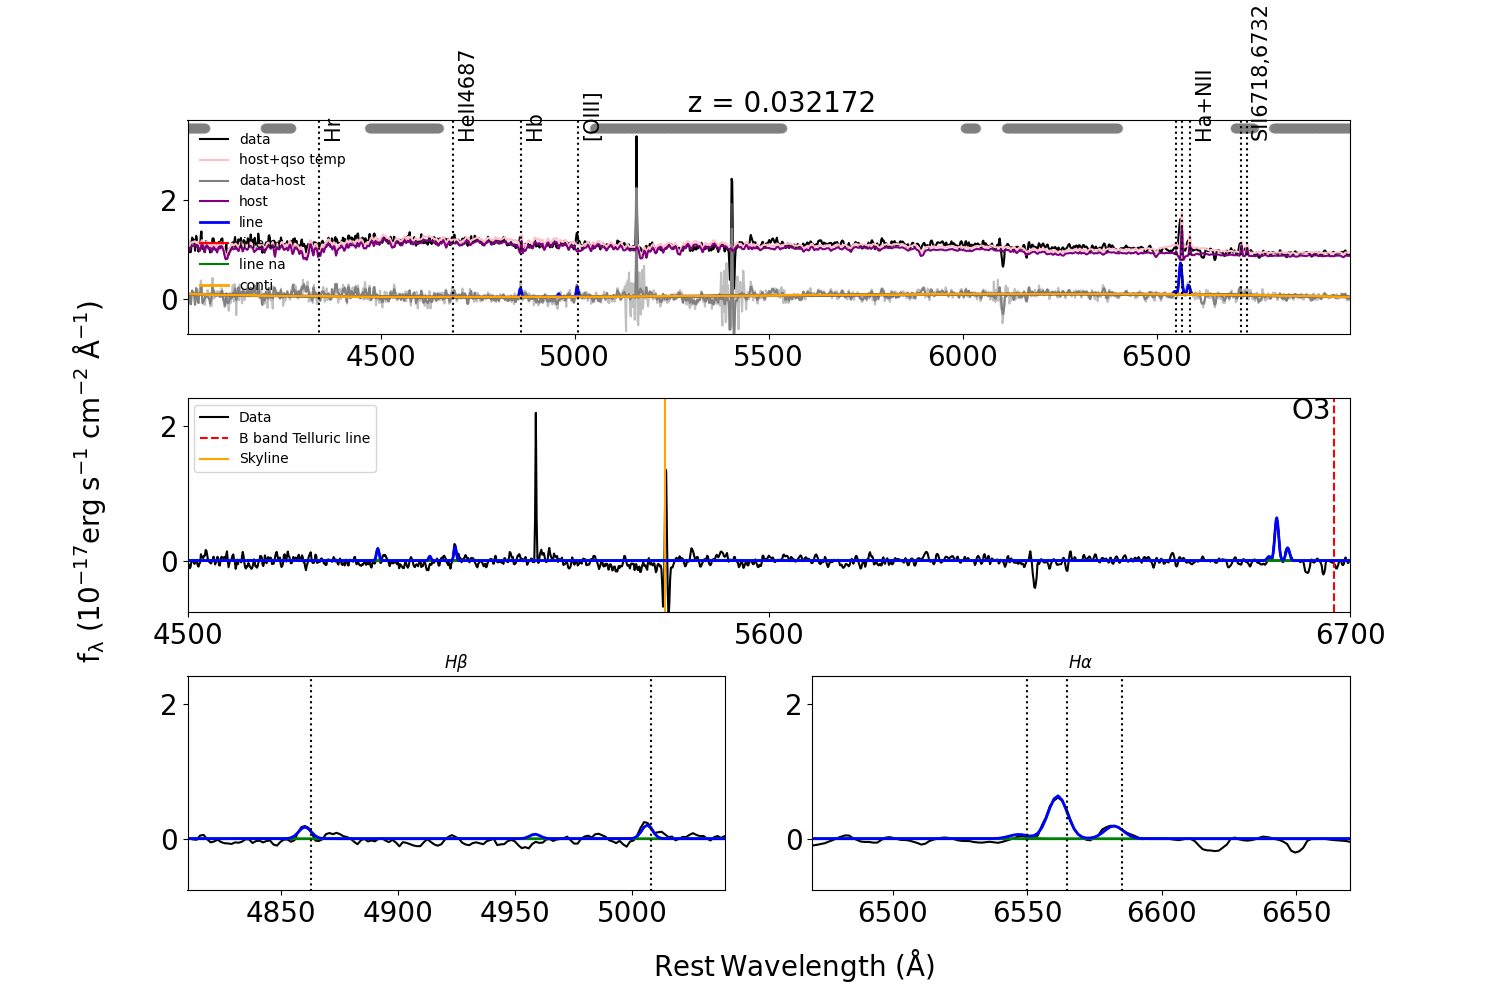 z = 0.032172
Hr
HeII4687
Hb
[OIII]
Ha+NII
SII6718,6732
data
host+qso temp
data-host
host
line
line na
conti
2
0
4500 5000 5500 6000 6500
Data
B band Telluric line
Skyline
O3
2
0
4500 5600 6700
fλ (10−17erg s−1 cm−2 Å−1)
Hβ
2
0
4850 4900 4950 5000
Hα
2
0
6500 6550 6600 6650
Rest Wavelength (Å)